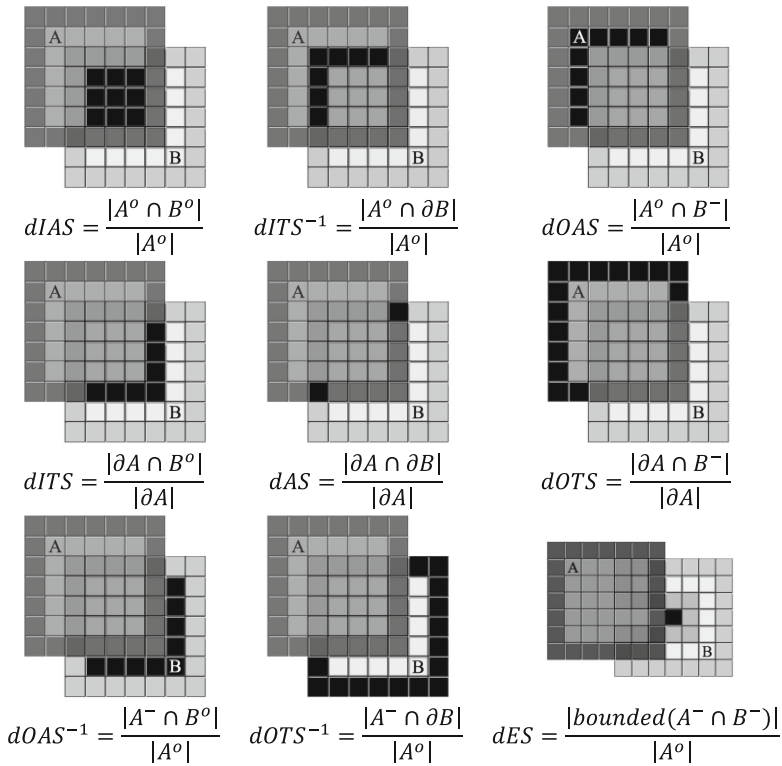 A
B
A
B
A
B
dIAS = |A° ∩ B°| / |A°|
dITS⁻¹ = |A° ∩ ∂B| / |A°|
dOAS = |A° ∩ B⁻| / |A°|
A
B
A
B
A
B
dITS = |∂A ∩ B°| / |∂A|
dAS = |∂A ∩ ∂B| / |∂A|
dOTS = |∂A ∩ B⁻| / |∂A|
A
B
A
B
A
B
dOAS⁻¹ = |A⁻ ∩ B°| / |A°|
dOTS⁻¹ = |A⁻ ∩ ∂B| / |A°|
dES = |bounded(A⁻ ∩ B⁻)| / |A°|